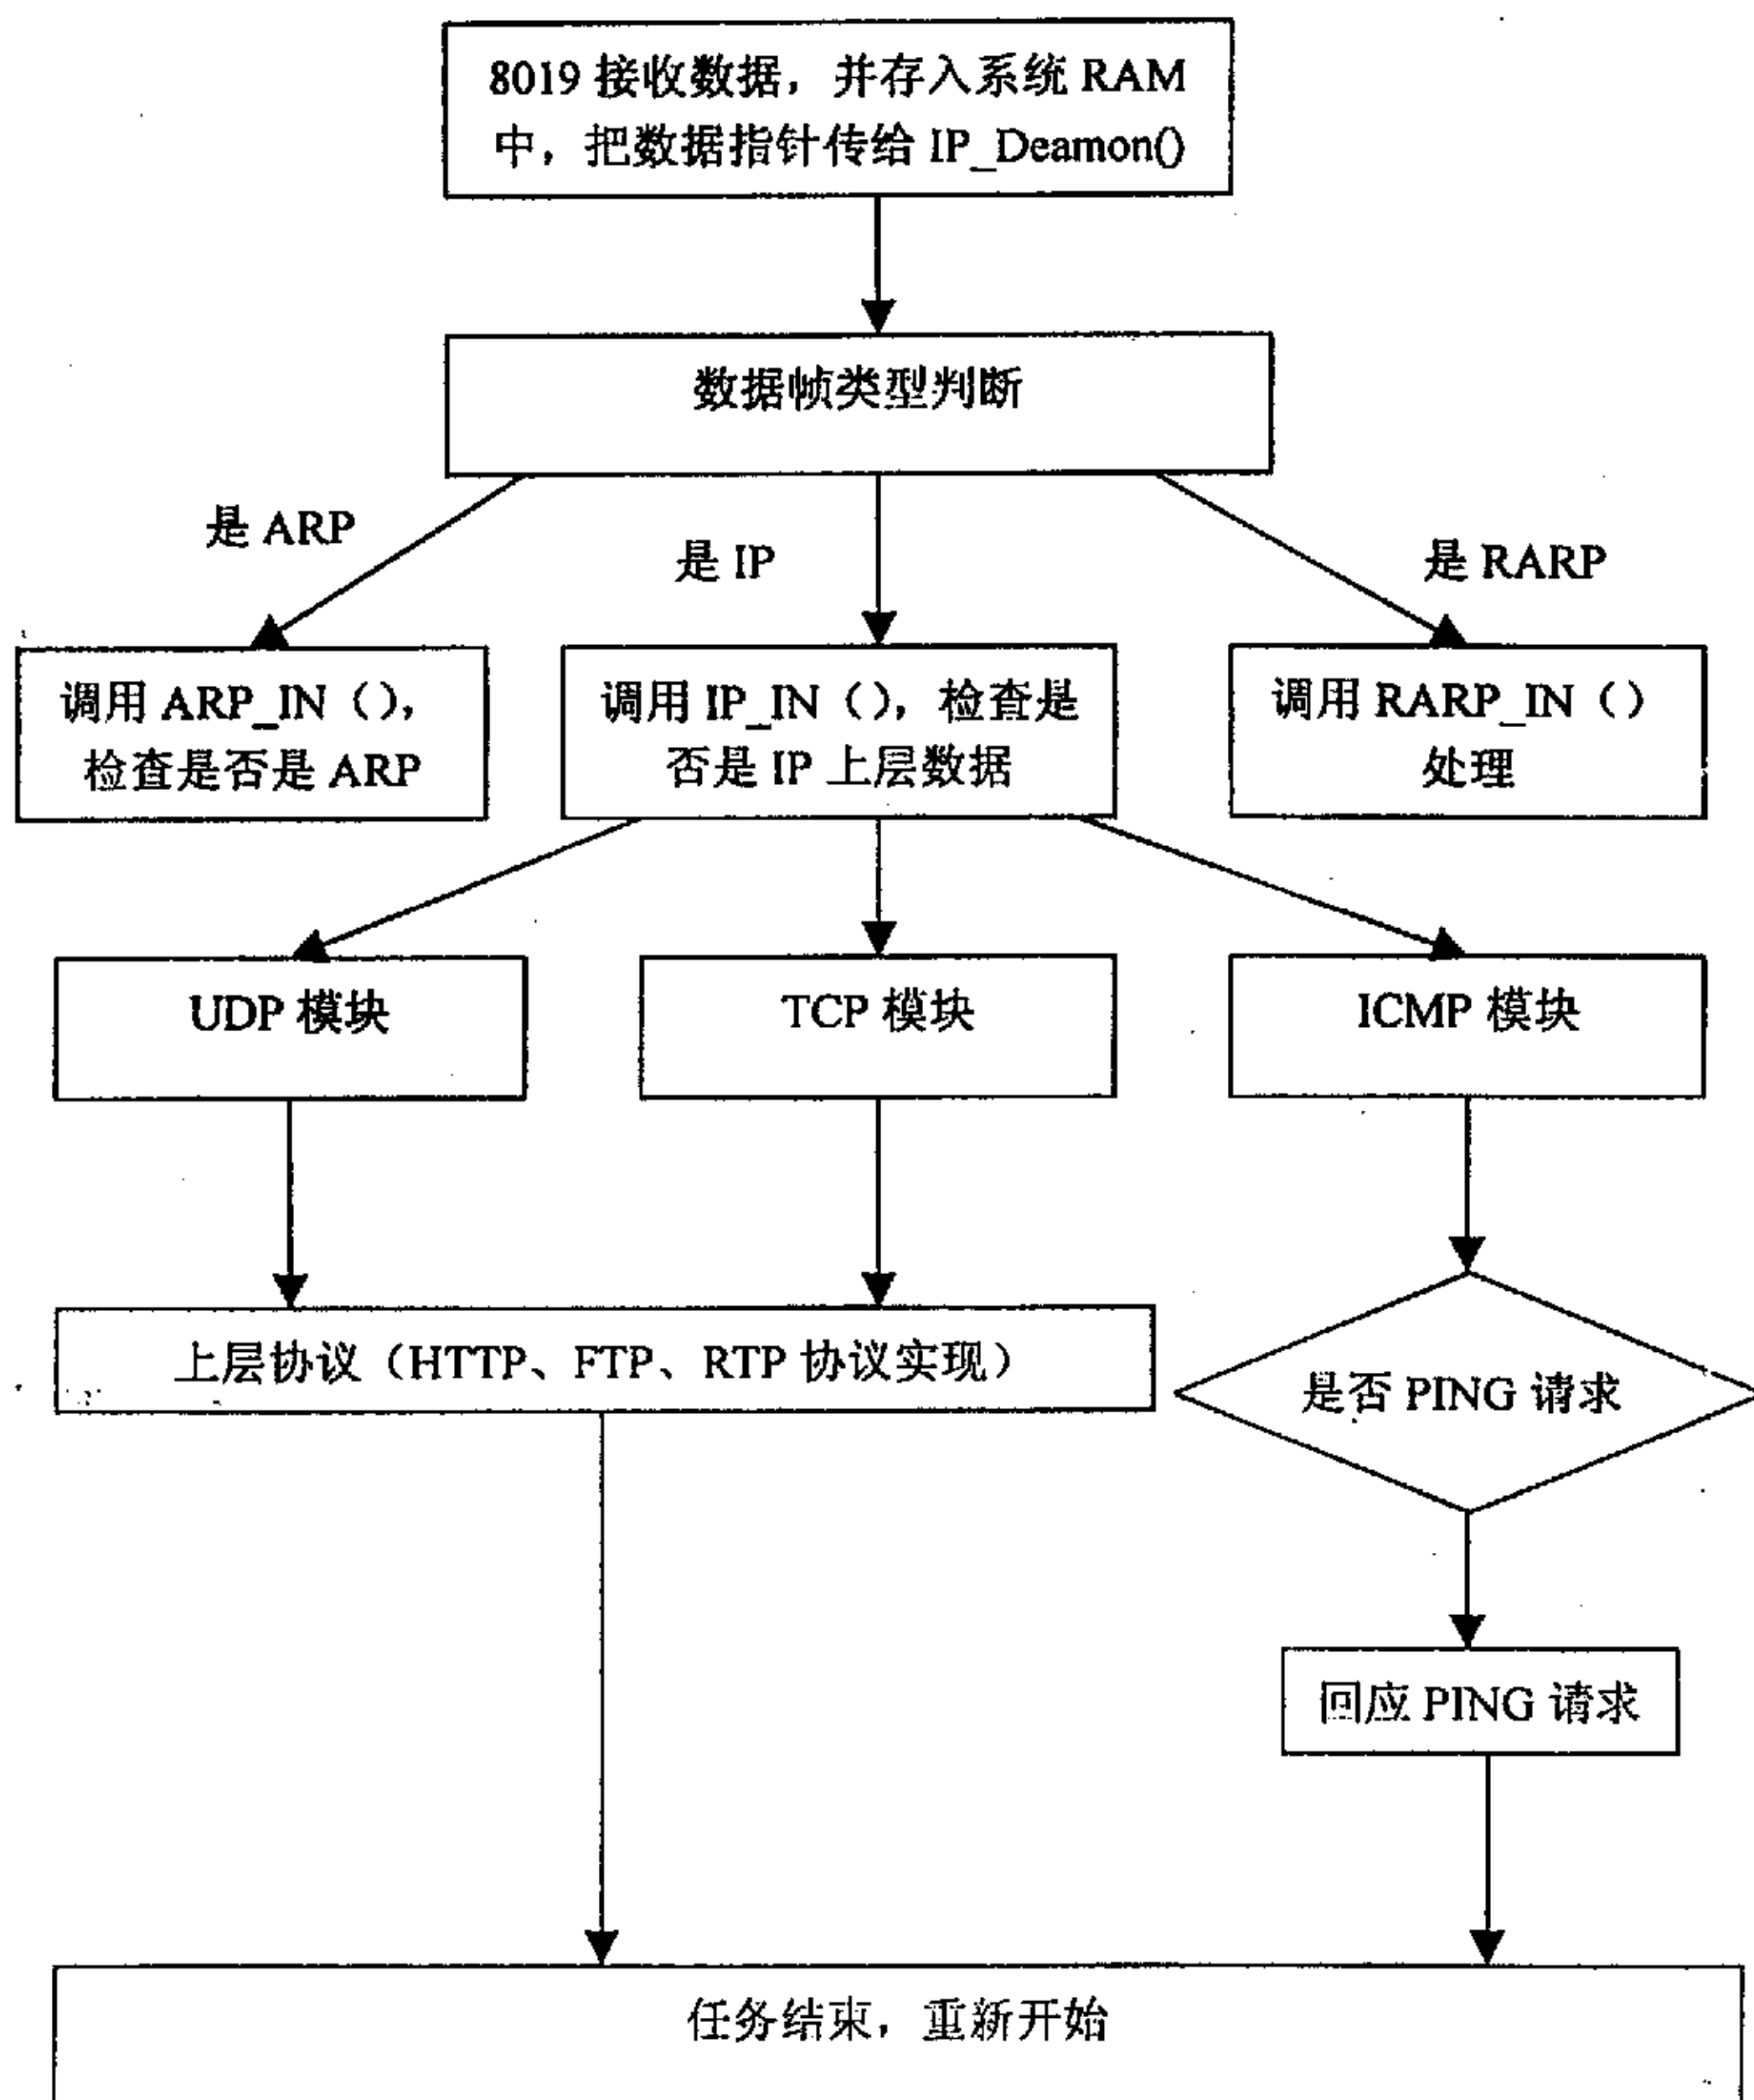 8019 接收数据，并存入系统 RAM
中，把数据指针传给 IP_Deamon()
数据帧类型判断
是 ARP
是 IP
是 RARP
调用 ARP_IN（），
检查是否是 ARP
调用 IP_IN（），检查是
否是 IP 上层数据
调用 RARP_IN（）
处理
UDP 模块
TCP 模块
ICMP 模块
上层协议（HTTP、FTP、RTP 协议实现）
是否 PING 请求
回应 PING 请求
任务结束，重新开始